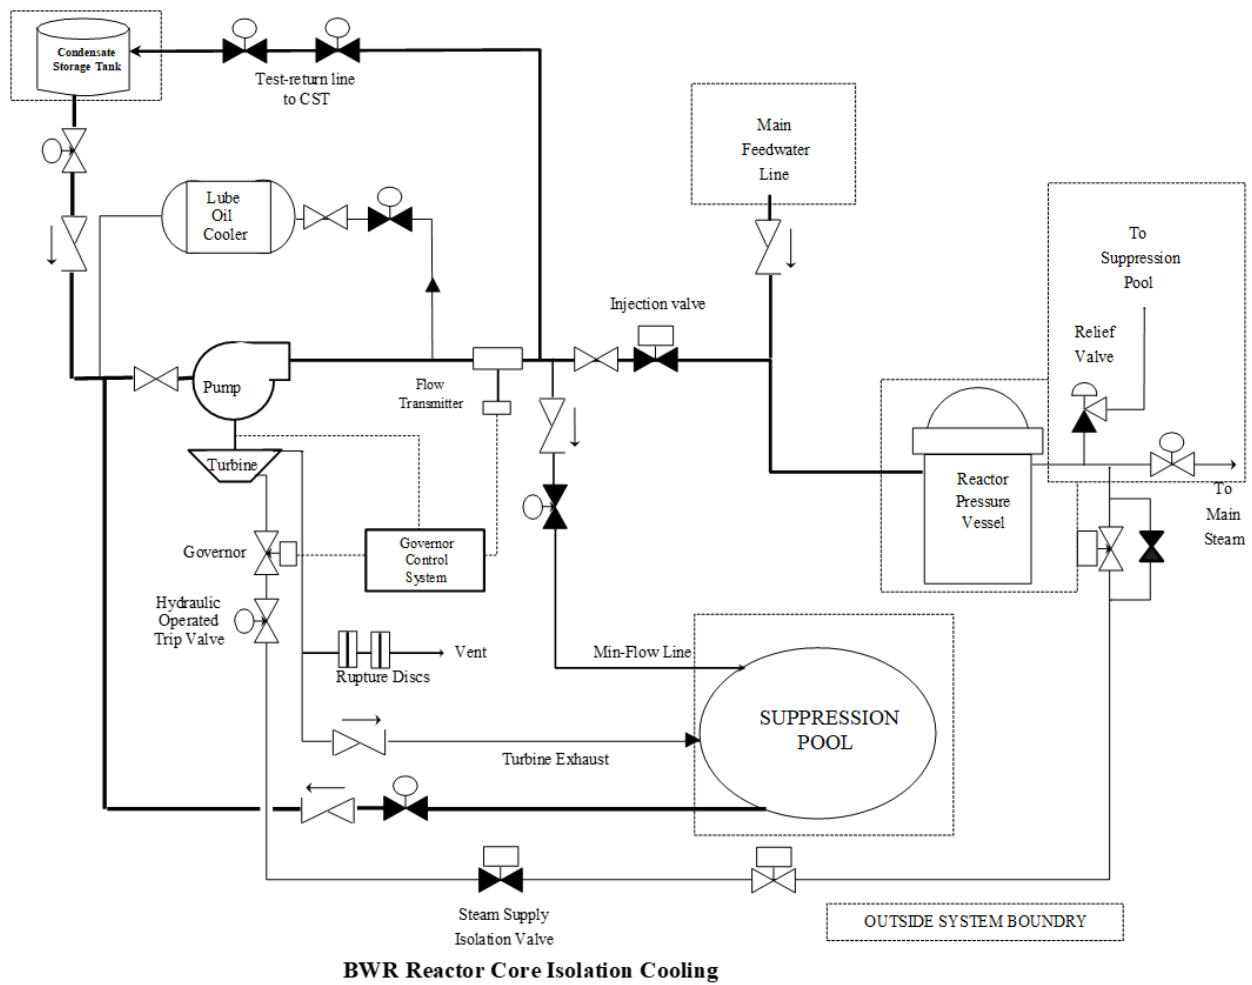 Condensate
Storage Tank
Test-return line
to CST
Main
Feedwater
Line
Lube
Oil
Cooler
To
Suppression
Pool
Injection valve
Relief
Valve
Pump
Flow
Transmitter
Turbine
Reactor
Pressure
Vessel
To
Main
Steam
Governor
Governor
Control
System
Hydraulic
Operated
Trip Valve
Vent
Rupture Discs
Min-Flow Line
SUPPRESSION
POOL
Turbine Exhaust
Steam Supply
Isolation Valve
OUTSIDE SYSTEM BOUNDRY
BWR Reactor Core Isolation Cooling